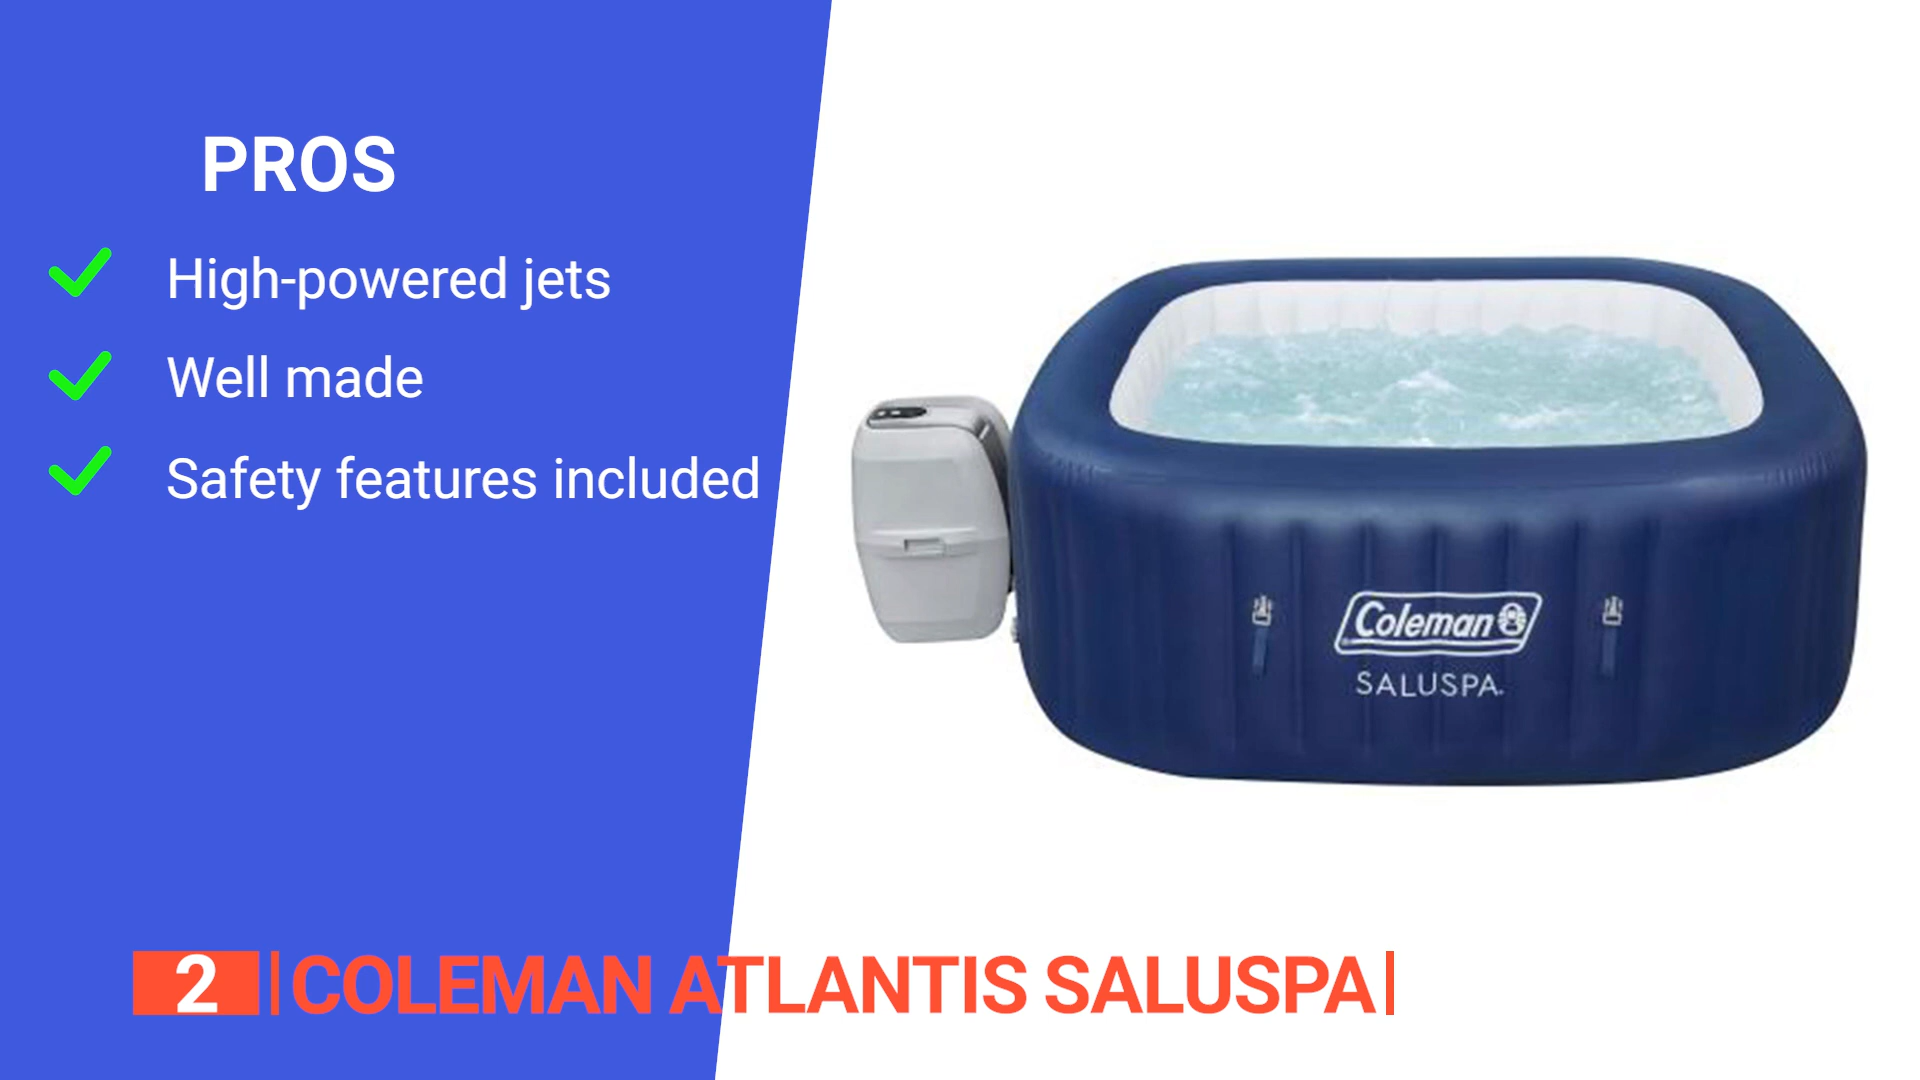 PROS
High-powered jets
Well made
Safety features included
Coleman
SALUSPA
2 | COLEMAN ATLANTIS SALUSPA |